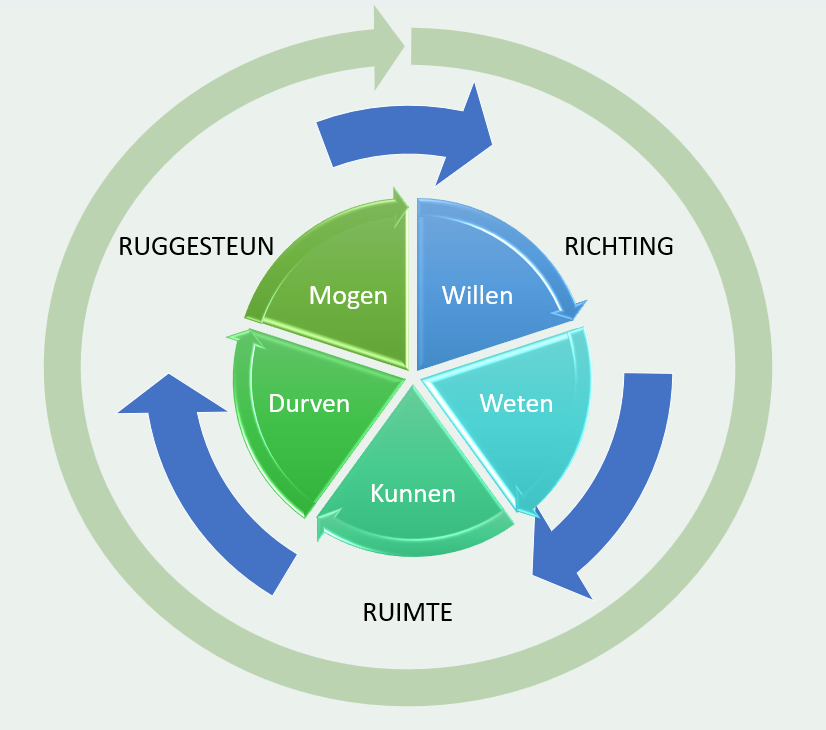 RUGGESTEUN
RICHTING
Mogen
Willen
Durven
Weten
Kunnen
RUIMTE